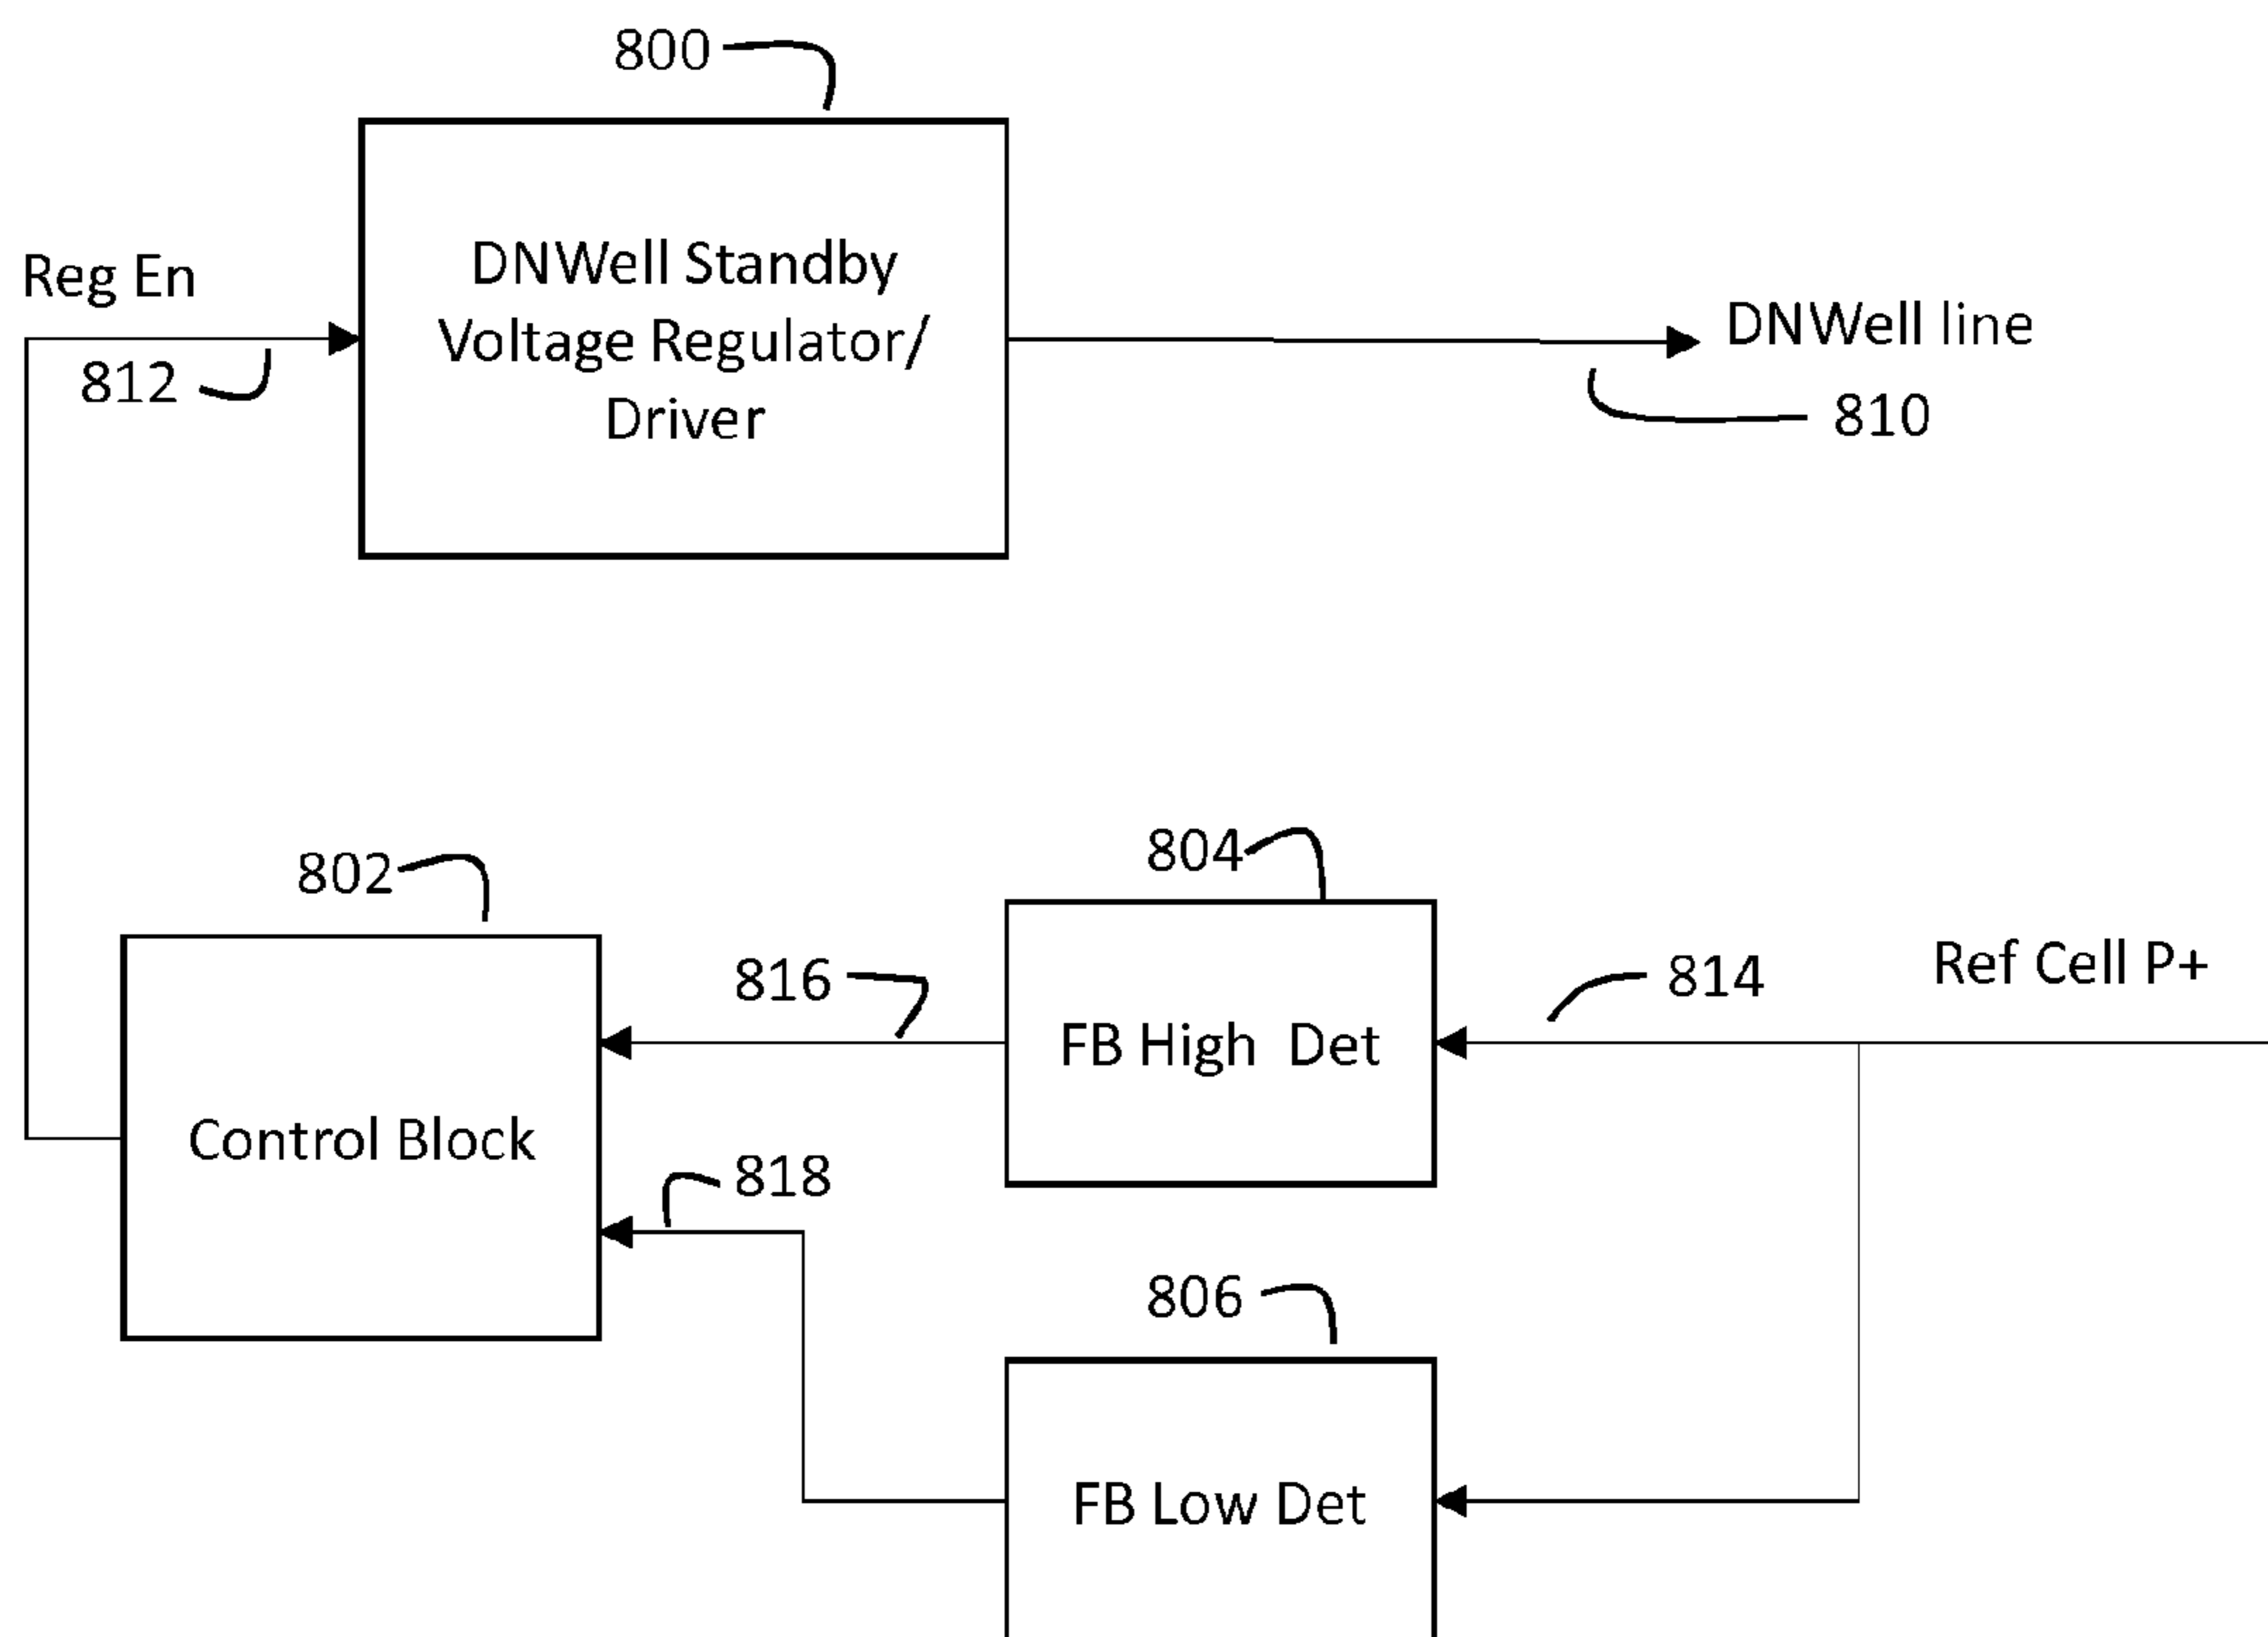 800
DNWell Standby
Voltage Regulator/
Driver
Reg En
812
DNWell line
810
802
804
816
814
Ref Cell P+
FB High Det
Control Block
818
806
FB Low Det